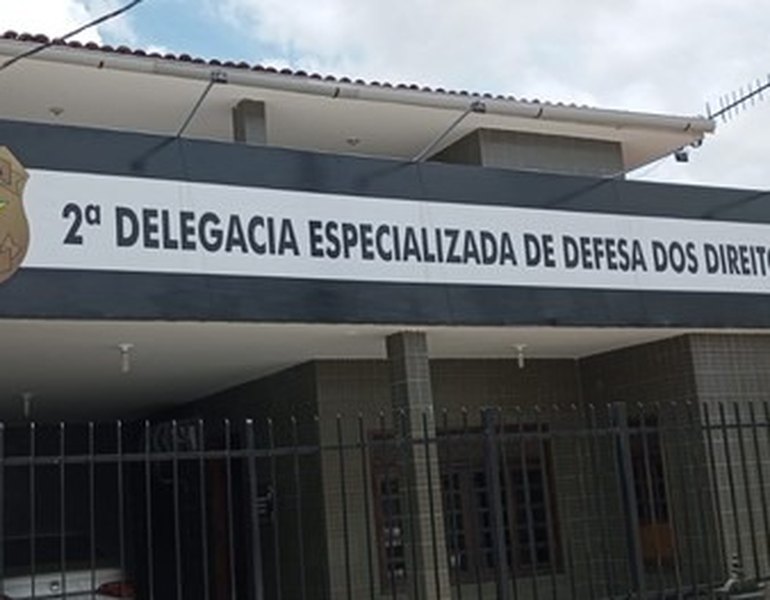 2ª DELEGACIA ESPECIALIZADA DE DEFESA DOS DIREITO